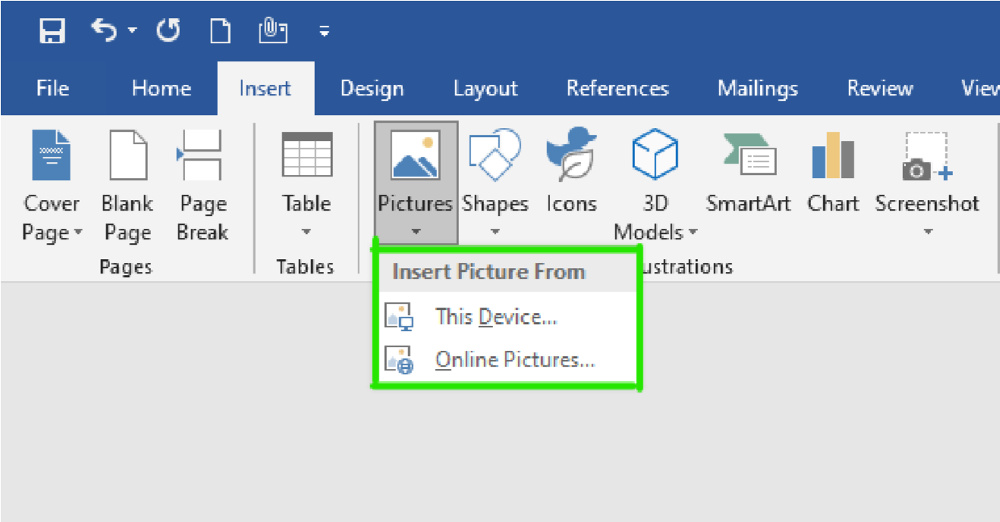 File Home Insert Design Layout References Mailings Review View
Cover Blank Page Table Pictures Shapes Icons 3D SmartArt Chart Screenshot
Page Page Break Models
Pages Tables ustrations
Insert Picture From
This Device...
Online Pictures...